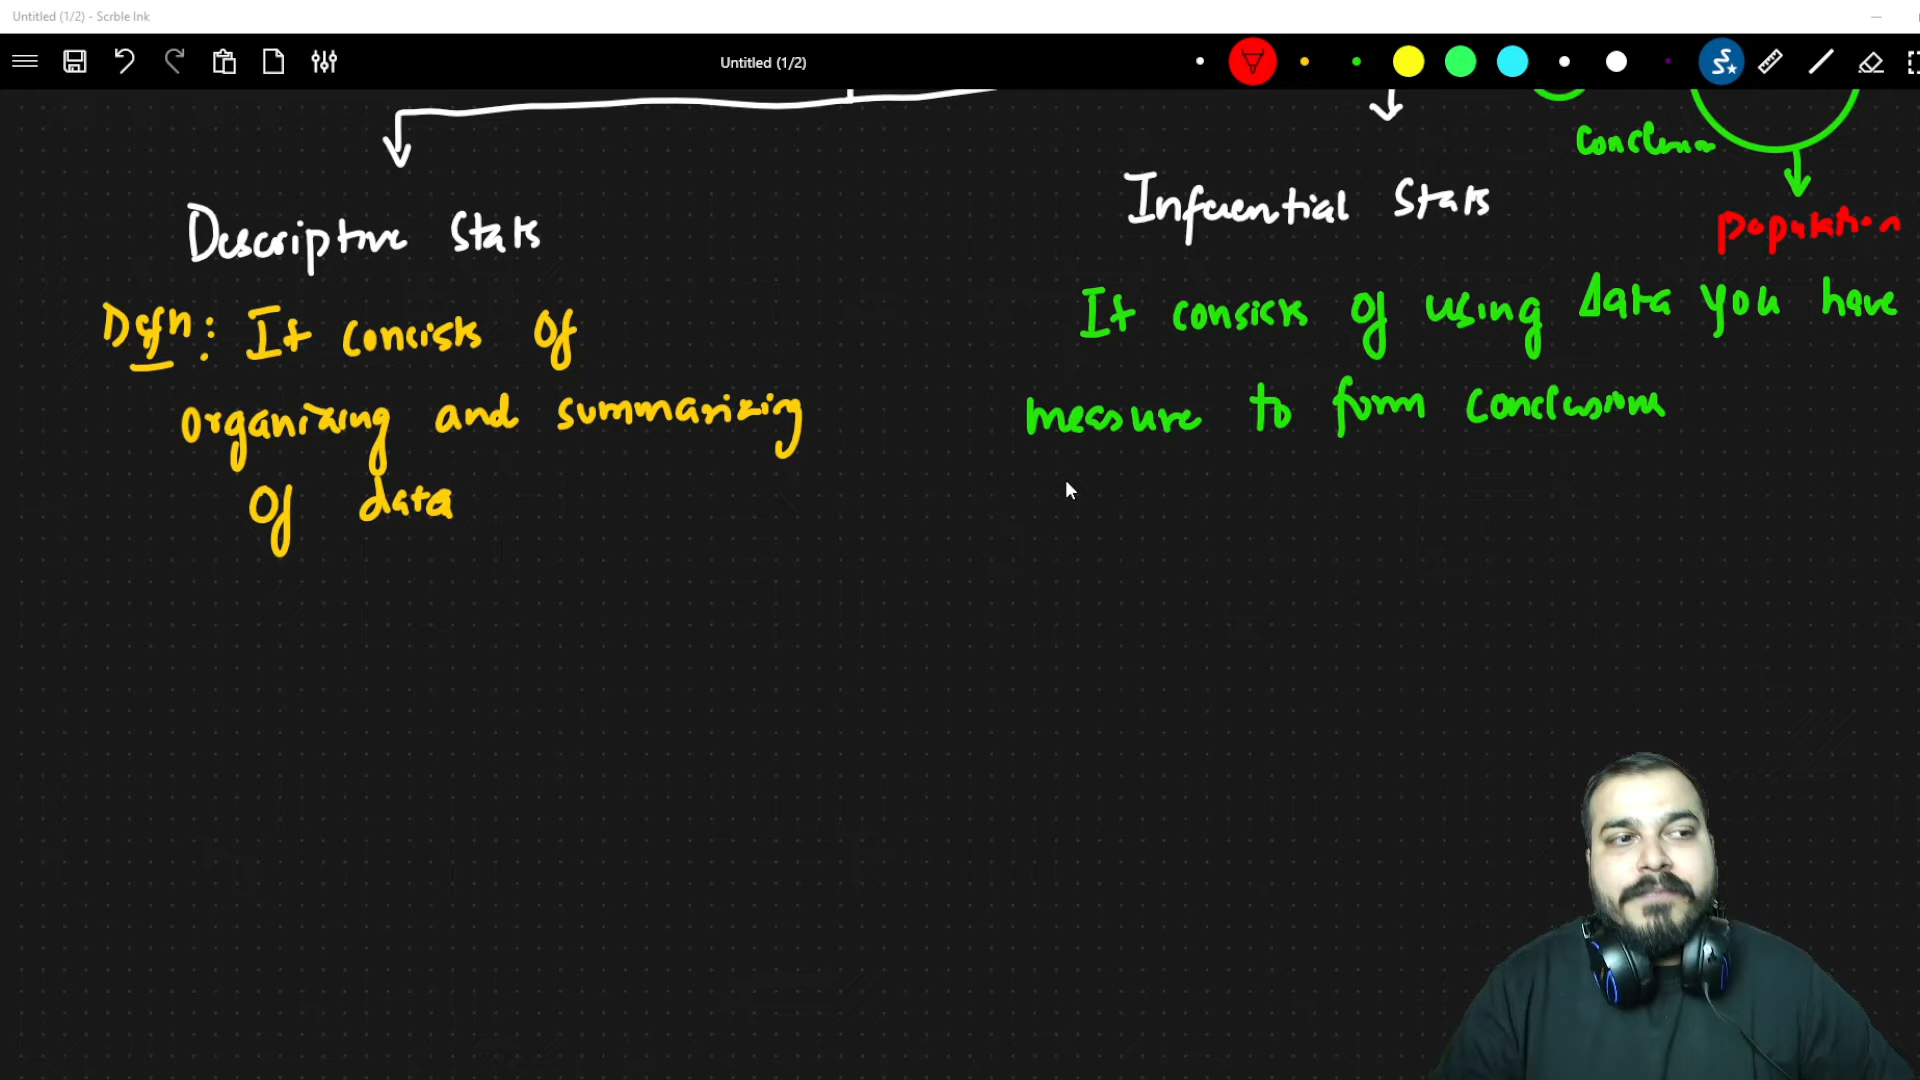 Untitled (1/2) - Scrble Ink
Untitled (1/2)
Descriptive Stats
Defn: It consists of
organizing and summarizing
of data
Conclusion
Population
Inferential Stats
It consists of using data you have
measure to form conclusions